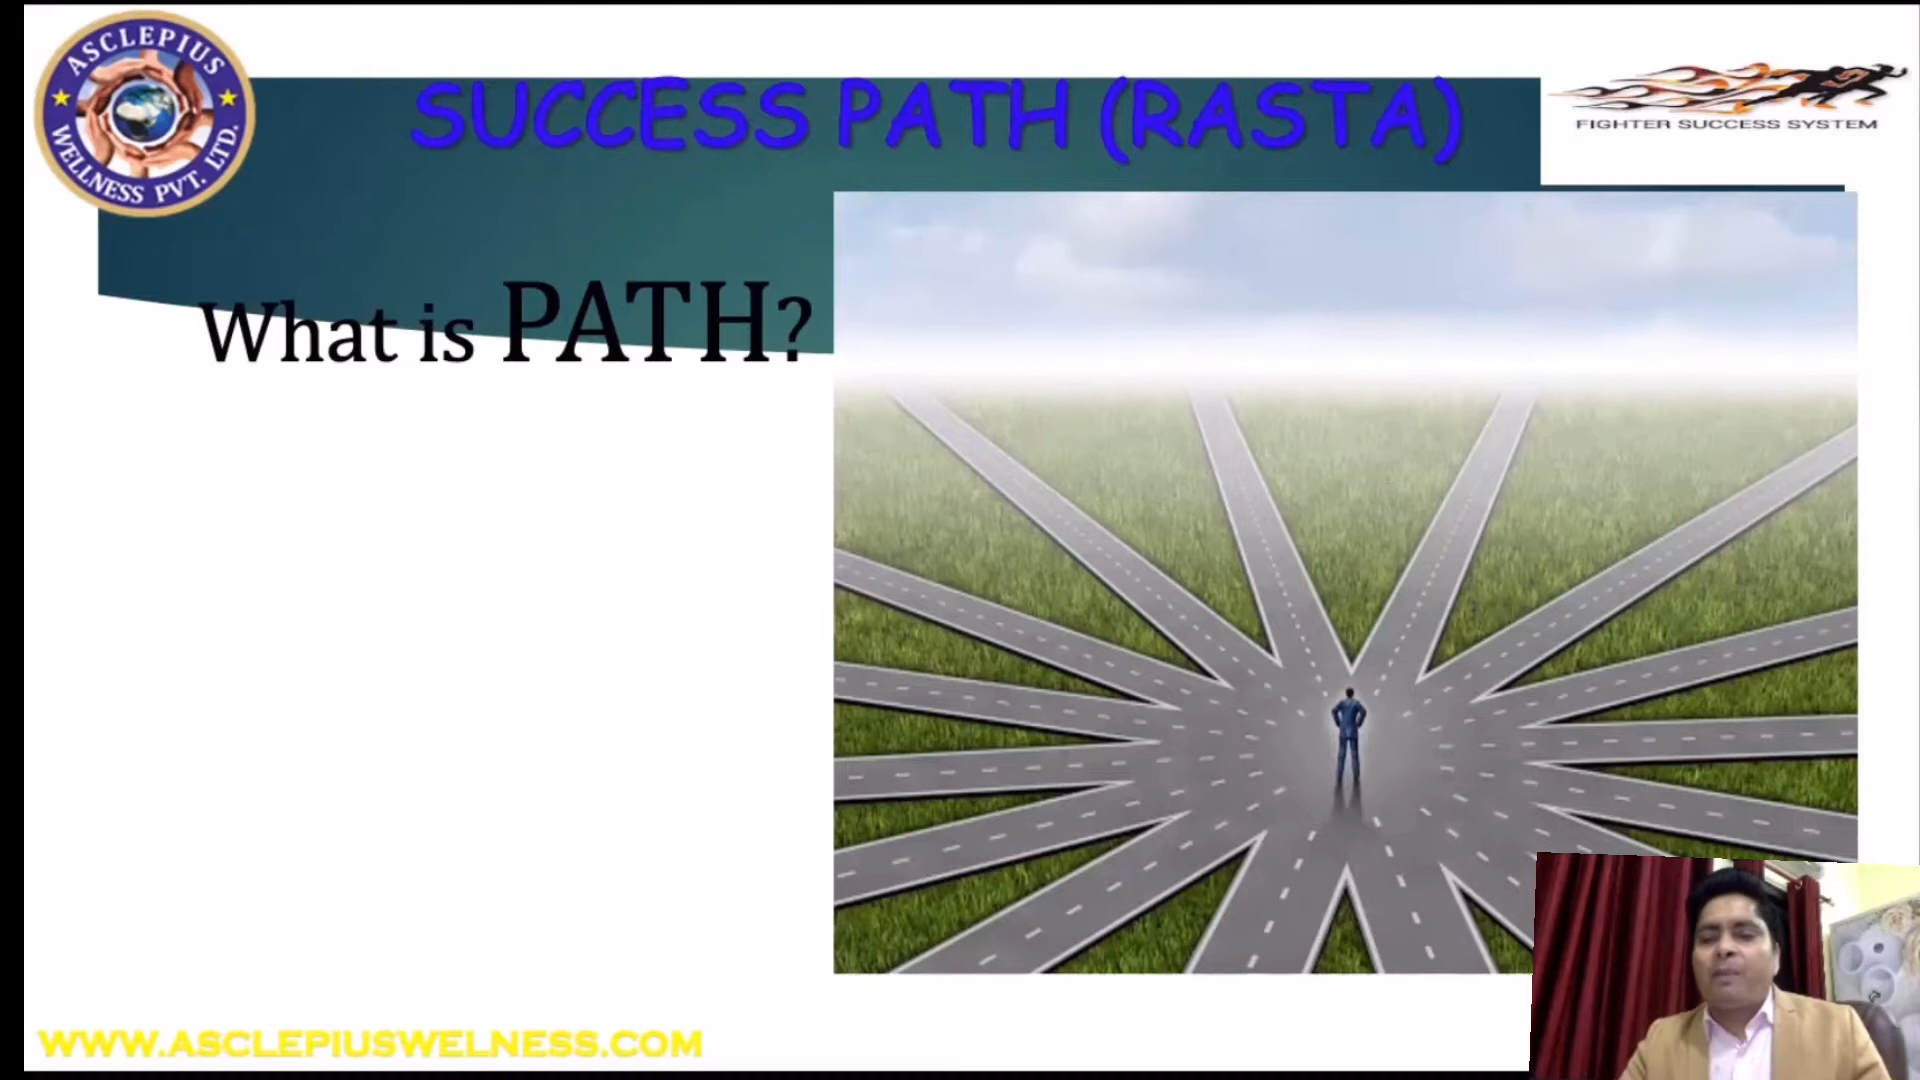 ASCLEPIUS
WELLNESS PVT. LTD.
SUCCESS PATH (RASTA)
FIGHTER SUCCESS SYSTEM
What is PATH?
WWW.ASCLEPIUSWELNESS.COM